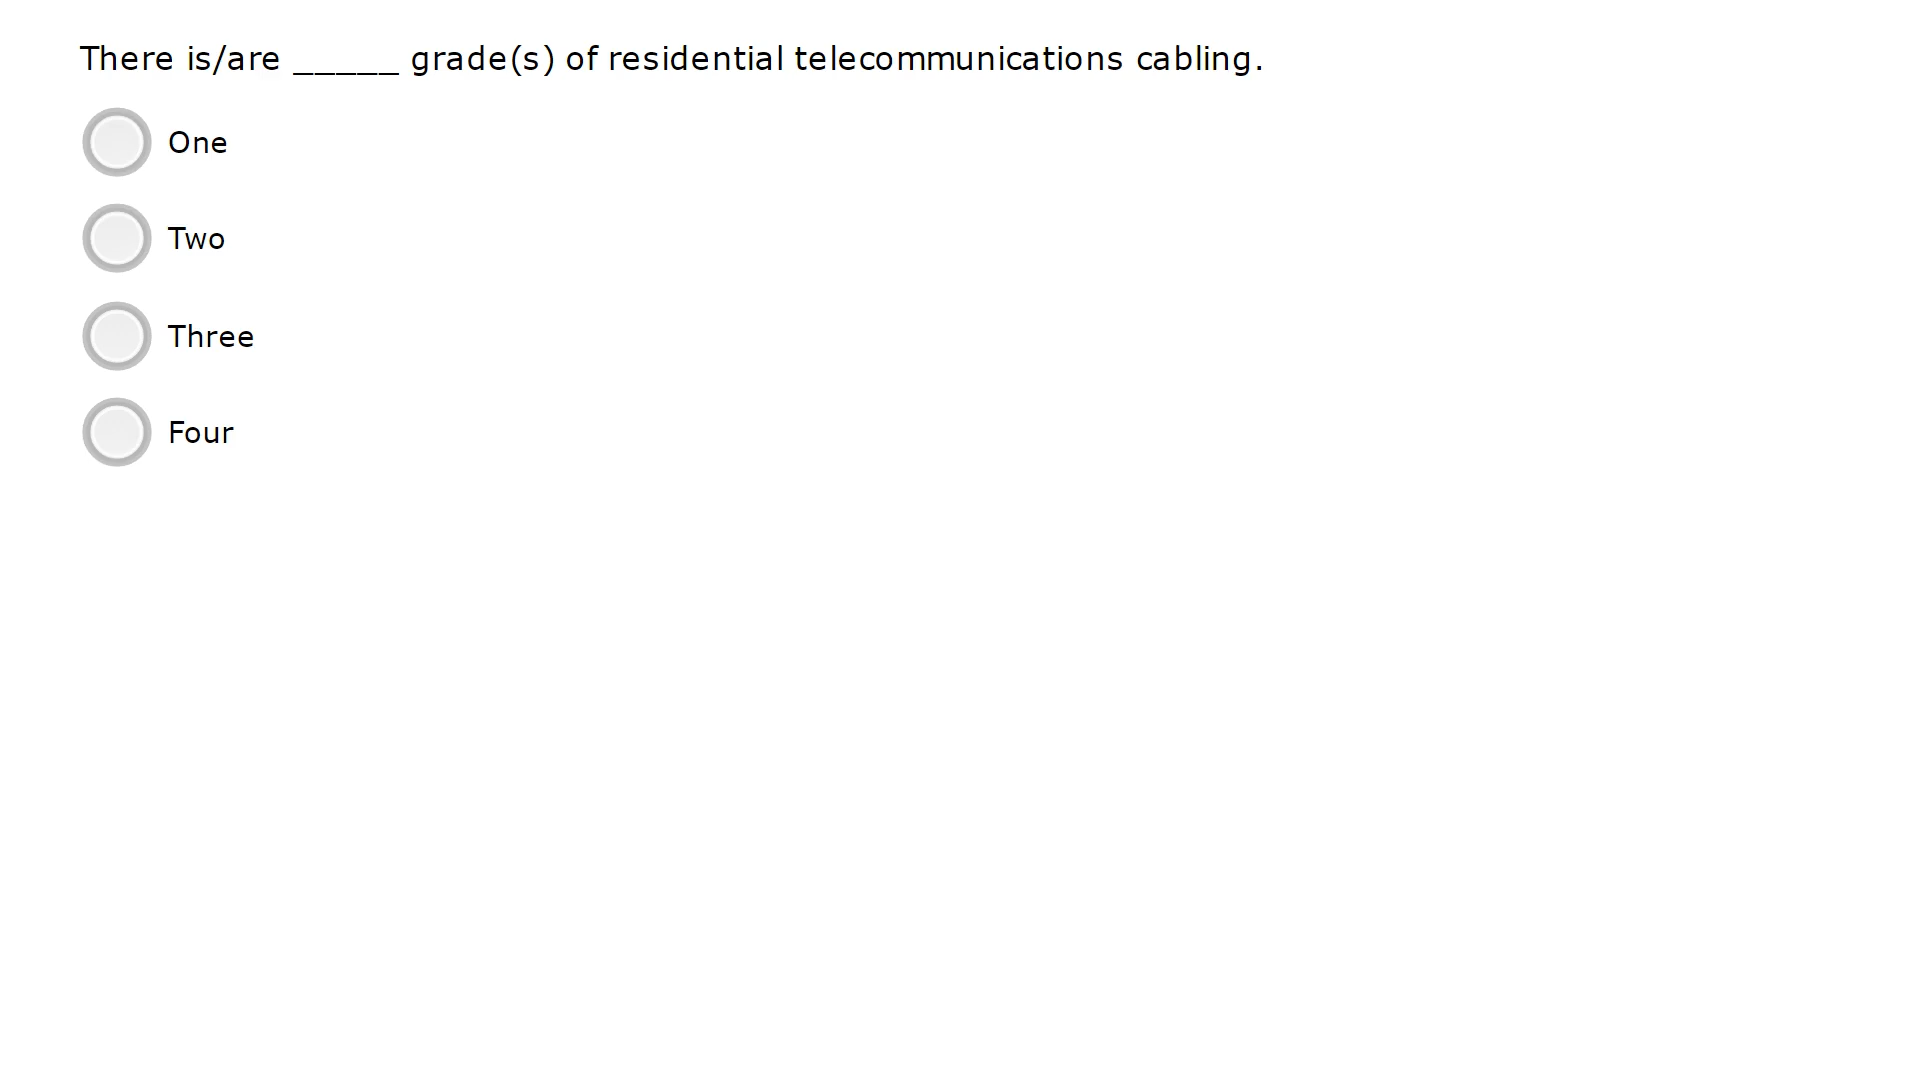 There is/are _____ grade(s) of residential telecommunications cabling.
One
Two
Three
Four